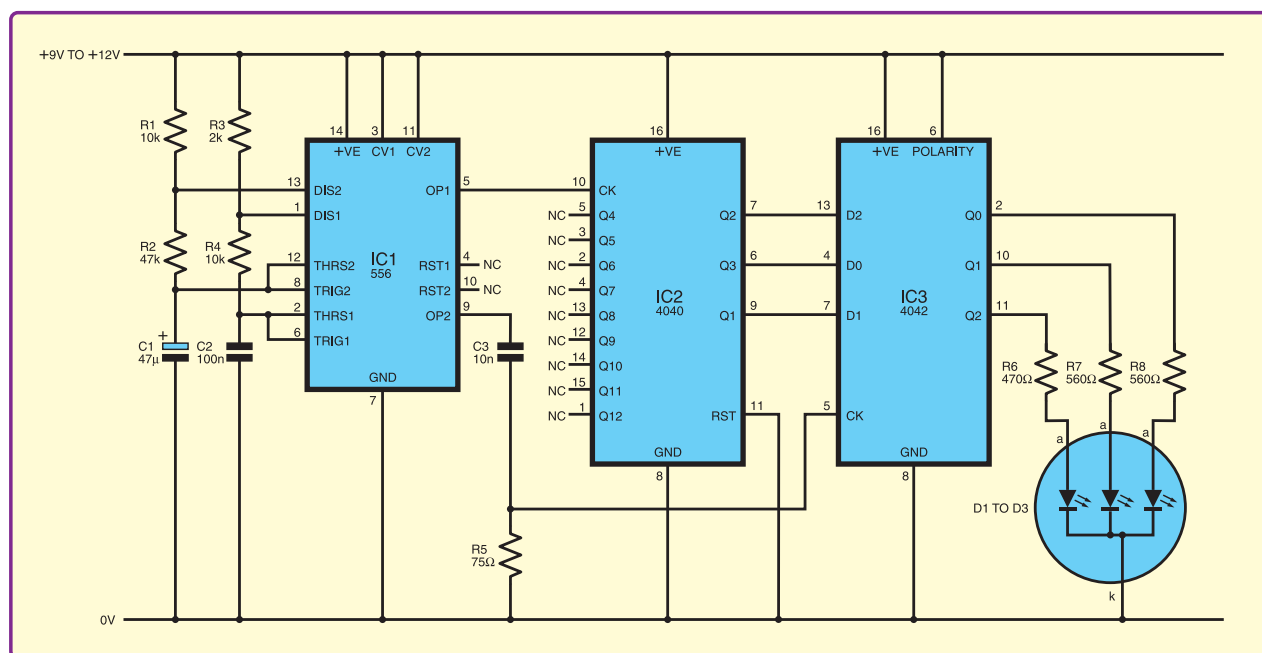 +9V TO +12V
R1
10k
R3
2k
R2
47k
R4
10k
+
C1
47µ
C2
100n
14
3
11
+VE
CV1
CV2
13
DIS2
1
DIS1
12
THRS2
8
TRIG2
2
THRS1
6
TRIG1
IC1
556
OP1
5
RST1
4
NC
RST2
10
NC
OP2
9
GND
7
C3
10n
R5
75Ω
16
+VE
10
CK
NC
5
Q4
NC
3
Q5
NC
2
Q6
NC
4
Q7
NC
13
Q8
NC
12
Q9
NC
14
Q10
NC
15
Q11
NC
1
Q12
IC2
4040
Q2
7
Q3
6
Q1
9
RST
11
GND
8
16
6
+VE
POLARITY
13
D2
4
D0
7
D1
5
CK
IC3
4042
Q0
2
Q1
10
Q2
11
GND
8
R6
470Ω
R7
560Ω
R8
560Ω
a
a
a
D1 TO D3
k
0V